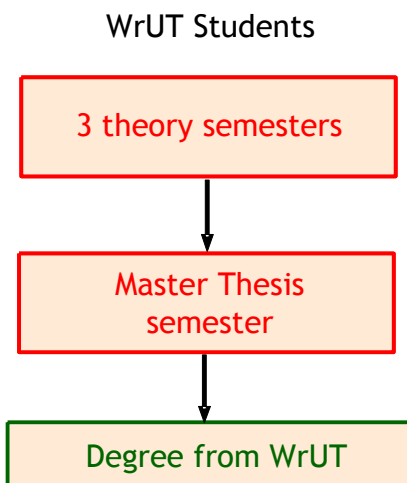 WrUT Students
3 theory semesters
Master Thesis
semester
Degree from WrUT